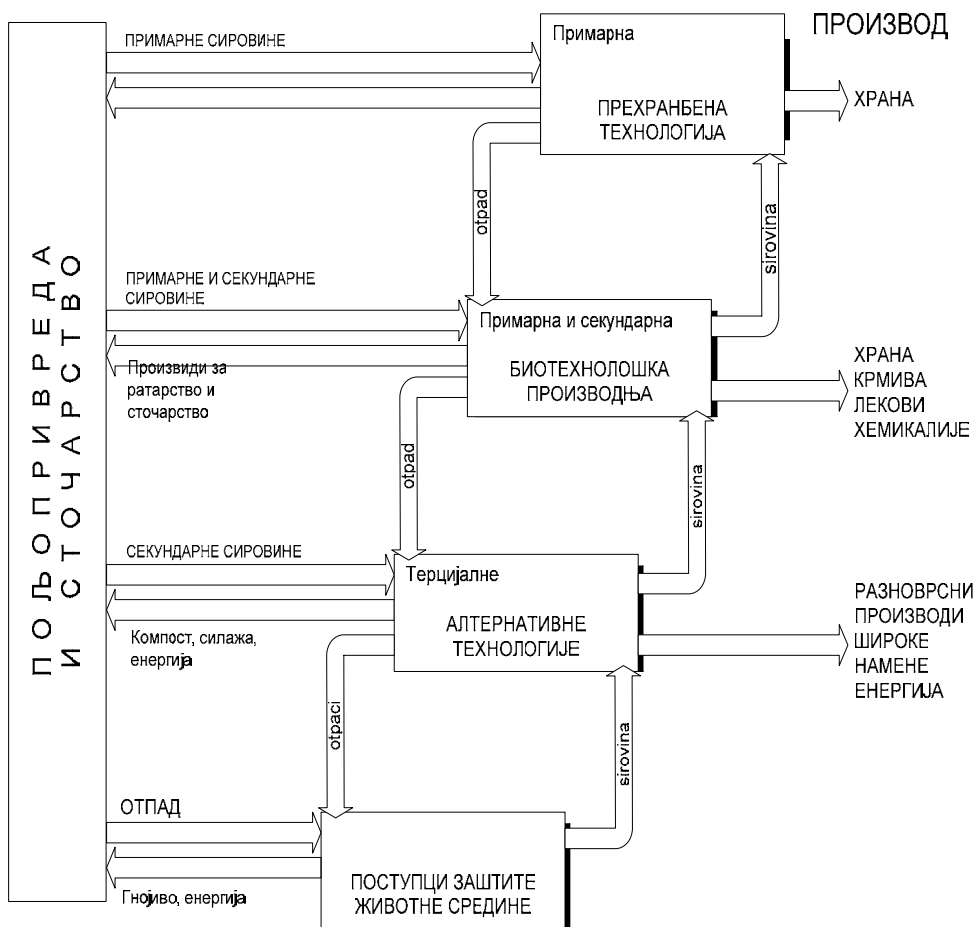 ПРОИЗВОД
ПОЉОПРИВРЕДА
И СТОЧАРСТВО
ПРИМАРНЕ СИРОВИНЕ
Примарна
ПРЕХРАНБЕНА
ТЕХНОЛОГИЈА
ХРАНА
otpad
sirovina
ПРИМАРНЕ И СЕКУНДАРНЕ
СИРОВИНЕ
Произвиди за
ратарство и
сточарство
Примарна и секундарна
БИОТЕХНОЛОШКА
ПРОИЗВОДЊА
ХРАНА
КРМИВА
ЛЕКОВИ
ХЕМИКАЛИЈЕ
otpad
sirovina
СЕКУНДАРНЕ СИРОВИНЕ
Компост, силажа,
енергија
Терцијалне
АЛТЕРНАТИВНЕ
ТЕХНОЛОГИЈЕ
РАЗНОВРСНИ
ПРОИЗВОДИ
ШИРОКЕ
НАМЕНЕ
ЕНЕРГИЈА
otpaci
sirovina
ОТПАД
Гнојиво, енергија
ПОСТУПЦИ ЗАШТИТЕ
ЖИВОТНЕ СРЕДИНЕ